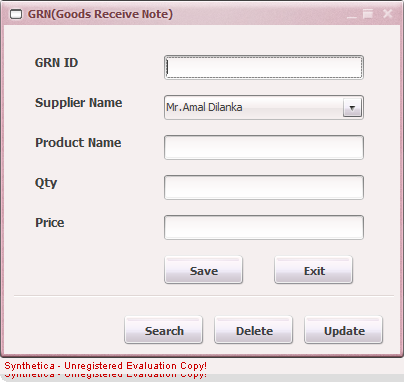 GRN(Goods Receive Note)
GRN ID
Supplier Name
Mr.Amal Dilanka
Product Name
Qty
Price
Save Exit
Search Delete Update
Synthetica - Unregistered Evaluation Copy!
Synthetica - Unregistered Evaluation Copy!